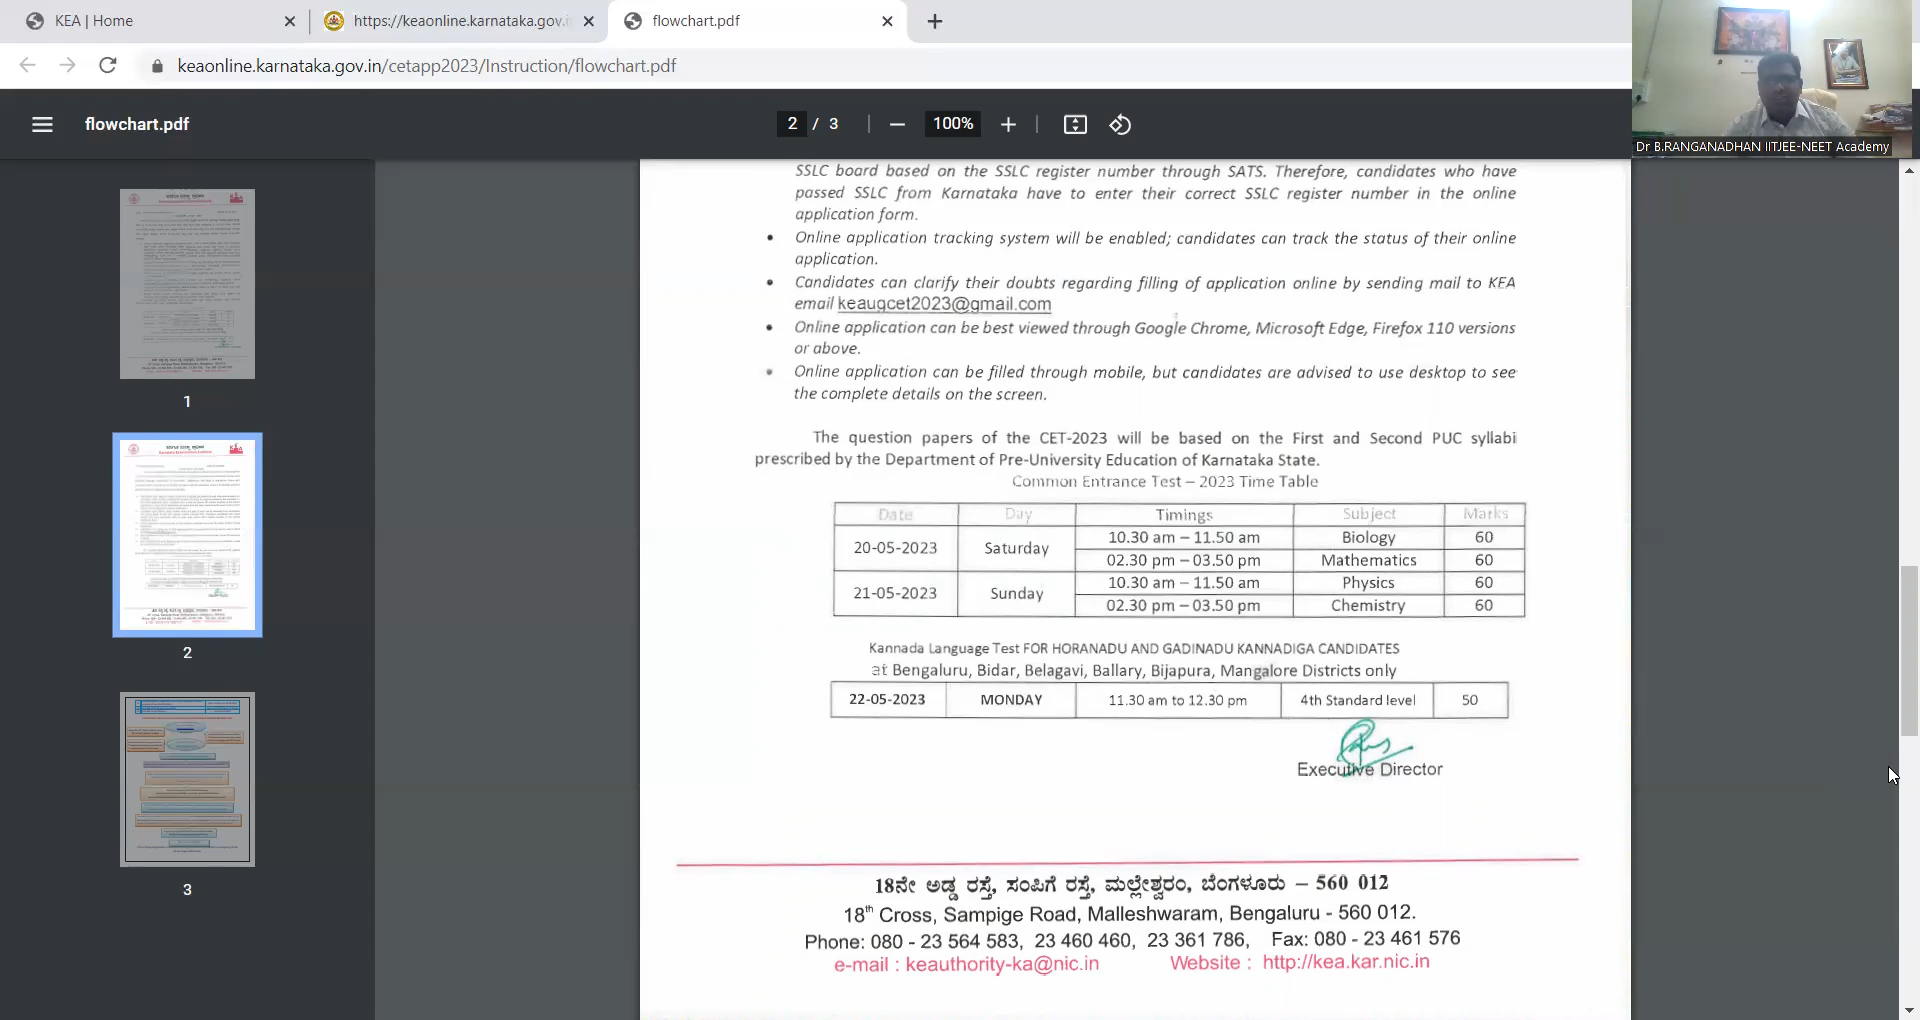 KEA | Home
https://keaonline.karnataka.gov.i
flowchart.pdf
keaonline.karnataka.gov.in/cetapp2023/Instruction/flowchart.pdf
flowchart.pdf
2 / 3
100%
Dr B.RANGANADHAN IITJEE-NEET Academy
1
2
3
SSLC board based on the SSLC register number through SATS. Therefore, candidates who have
passed SSLC from Karnataka have to enter their correct SSLC register number in the online
application form.
• Online application tracking system will be enabled; candidates can track the status of their online
application.
• Candidates can clarify their doubts regarding filling of application online by sending mail to KEA
email keaugcet2023@gmail.com
• Online application can be best viewed through Google Chrome, Microsoft Edge, Firefox 110 versions
or above.
• Online application can be filled through mobile, but candidates are advised to use desktop to see
the complete details on the screen.
The question papers of the CET-2023 will be based on the First and Second PUC syllabi
prescribed by the Department of Pre-University Education of Karnataka State.
Common Entrance Test – 2023 Time Table
Date Day Timings Subject Marks
20-05-2023 Saturday 10.30 am – 11.50 am Biology 60
02.30 pm – 03.50 pm Mathematics 60
21-05-2023 Sunday 10.30 am – 11.50 am Physics 60
02.30 pm – 03.50 pm Chemistry 60
Kannada Language Test FOR HORANADU AND GADINADU KANNADIGA CANDIDATES
at Bengaluru, Bidar, Belagavi, Ballary, Bijapura, Mangalore Districts only
22-05-2023 MONDAY 11.30 am to 12.30 pm 4th Standard level 50
Executive Director
18ನೇ ಅಡ್ಡ ರಸ್ತೆ, ಸಂಪಿಗೆ ರಸ್ತೆ, ಮಲ್ಲೇಶ್ವರಂ, ಬೆಂಗಳೂರು – 560 012
18th Cross, Sampige Road, Malleshwaram, Bengaluru - 560 012.
Phone: 080 - 23 564 583, 23 460 460, 23 361 786, Fax: 080 - 23 461 576
e-mail : keauthority-ka@nic.in Website : http://kea.kar.nic.in